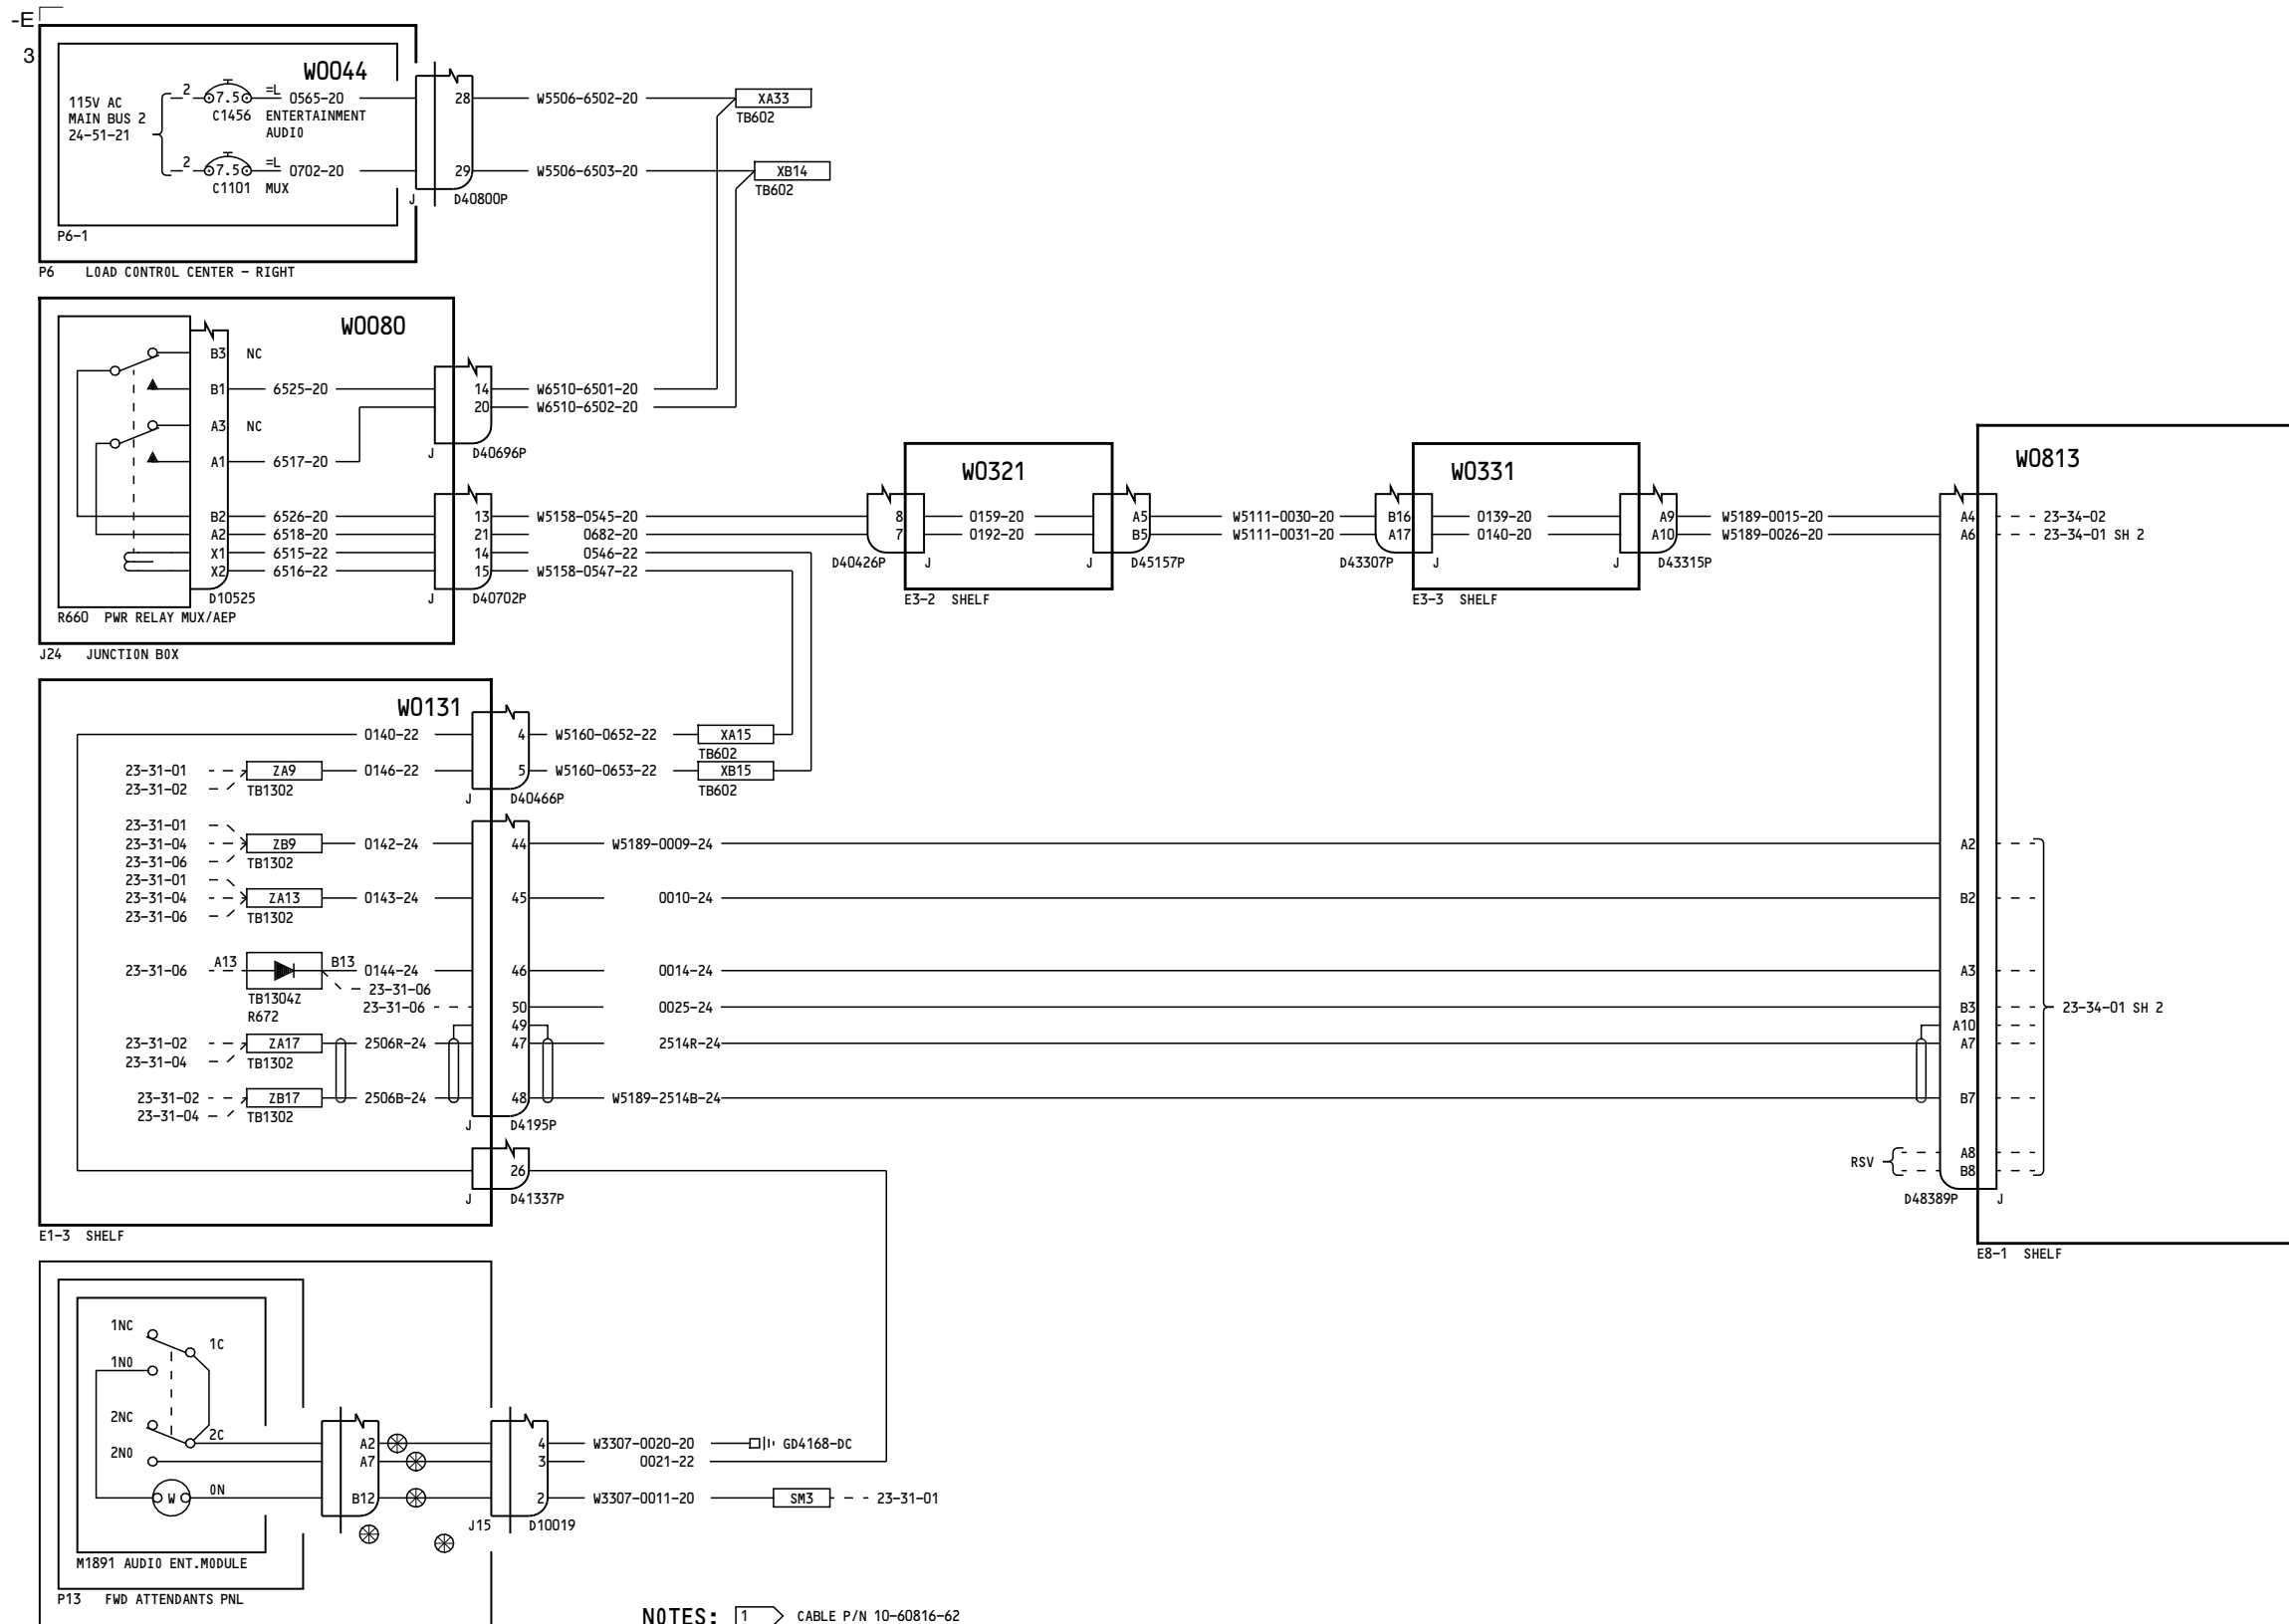 -E
3
W0044
115V AC
MAIN BUS 2
24-51-21
2 7.5 =L 0565-20
C1456 ENTERTAINMENT
AUDIO
2 7.5 =L 0702-20
C1101 MUX
28 W5506-6502-20 XA33
TB602
29 W5506-6503-20 XB14
TB602
J D40800P
P6-1
P6 LOAD CONTROL CENTER - RIGHT
W0080
B3 NC
B1 6525-20 14 W6510-6501-20
20 W6510-6502-20
A3 NC
A1 6517-20
J D40696P
B2 6526-20 13 W5158-0545-20
A2 6518-20 21 0682-20
X1 6515-22 14 0546-22
X2 6516-22 15 W5158-0547-22
D10525
J D40702P
R660 PWR RELAY MUX/AEP
J24 JUNCTION BOX
W0321
8 0159-20 A5 W5111-0030-20
7 0192-20 B5 W5111-0031-20
D40426P J J D45157P
E3-2 SHELF
W0331
B16 0139-20 A9 W5189-0015-20
A17 0140-20 A10 W5189-0026-20
D43307P J J D43315P
E3-3 SHELF
W0813
A4 23-34-02
A6 23-34-01 SH 2
W0131
0140-22 4 W5160-0652-22 XA15
TB602
23-31-01 ZA9 0146-22 5 W5160-0653-22 XB15
23-31-02 TB1302 TB602
J D40466P
23-31-01
23-31-04 ZB9 0142-24 44 W5189-0009-24 A2
23-31-06 TB1302
23-31-01
23-31-04 ZA13 0143-24 45 0010-24 B2
23-31-06 TB1302
23-31-06 A13 B13 0144-24 46 0014-24 A3
TB1304Z 23-31-06
R672 23-31-06 50 0025-24 B3 23-34-01 SH 2
49 A10
23-31-02 ZA17 2506R-24 47 2514R-24 A7
23-31-04 TB1302
23-31-02 ZB17 2506B-24 48 W5189-2514B-24 B7
23-31-04 TB1302
J D4195P
RSV A8
B8
26
J D41337P
D48389P J
E1-3 SHELF
E8-1 SHELF
1NC
1C
1NO
2NC
2C
2NO
A2 4 W3307-0020-20 GD4168-DC
A7 3 0021-22
W ON B12 2 W3307-0011-20 SM3 23-31-01
J15 D10019
M1891 AUDIO ENT.MODULE
P13 FWD ATTENDANTS PNL
NOTES: 1 CABLE P/N 10-60816-62